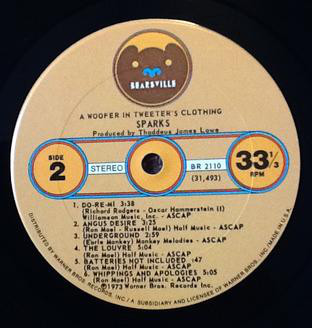 BEARSVILLE
A WOOFER IN TWEETER'S CLOTHING
SPARKS
Produced by Thaddeus James Lowe
SIDE
2
STEREO
BR 2110
(31,493)
33 1/3
RPM
1. DO-RE-MI 3:38
(Richard Rodgers - Oscar Hammerstein II)
Williamson Music, Inc. - ASCAP
2. ANGUS DESIRE 3:25
(Ron Mael - Russell Mael) Half Music - ASCAP
3. UNDERGROUND 2:59
(Earle Mankey) Monkey Melodies - ASCAP
4. THE LOUVRE 5:04
(Ron Mael) Half Music - ASCAP
5. BATTERIES NOT INCLUDED :47
(Ron Mael) Half Music - ASCAP
6. WHIPPINGS AND APOLOGIES 5:05
(Ron Mael) Half Music - ASCAP
℗1973 Warner Bros. Records Inc.
DISTRIBUTED BY WARNER BROS. RECORDS, INC./A SUBSIDIARY AND LICENSEE OF WARNER BROS. INC. MADE IN U.S.A.